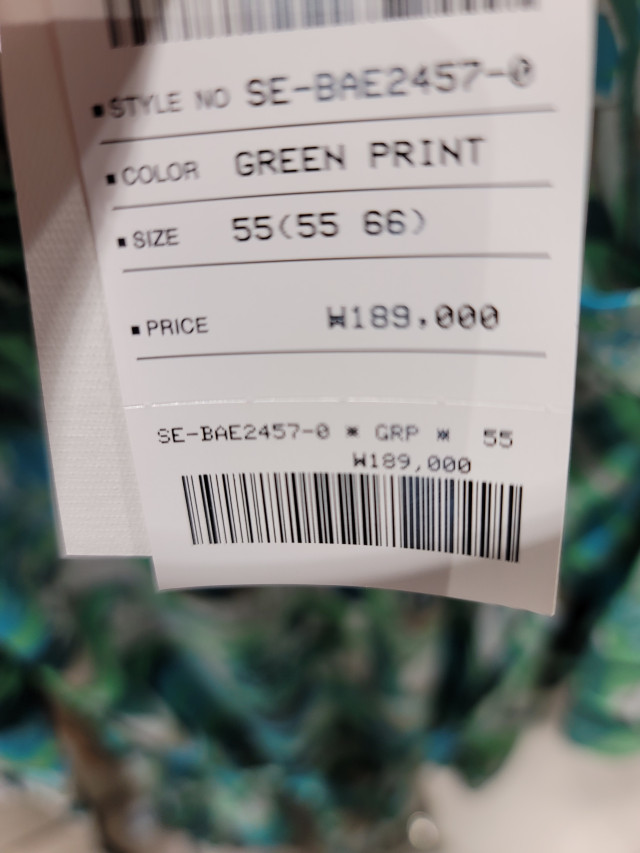 ▪STYLE NO SE-BAE2457-0
▪COLOR GREEN PRINT
▪SIZE 55(55 66)
▪PRICE ₩189,000
SE-BAE2457-0 * GRP * 55
₩189,000